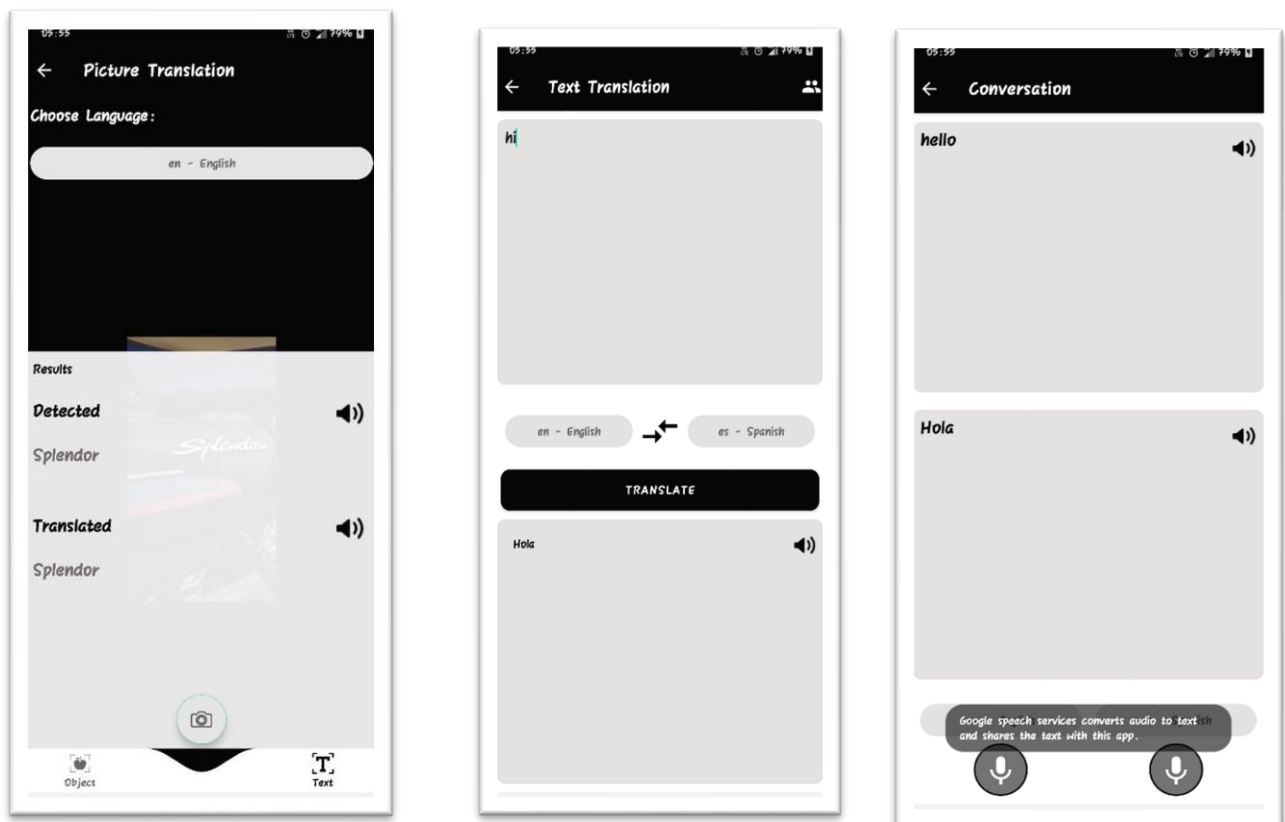 05:55
79%
Picture Translation
Choose Language:
en - English
Results
Detected
Splendor
Splendor
Translated
Splendor
Object
Text
05:55
79%
Text Translation
hi
en - English
es - Spanish
TRANSLATE
Hola
05:55
79%
Conversation
hello
Hola
Google speech services converts audio to text
and shares the text with this app.